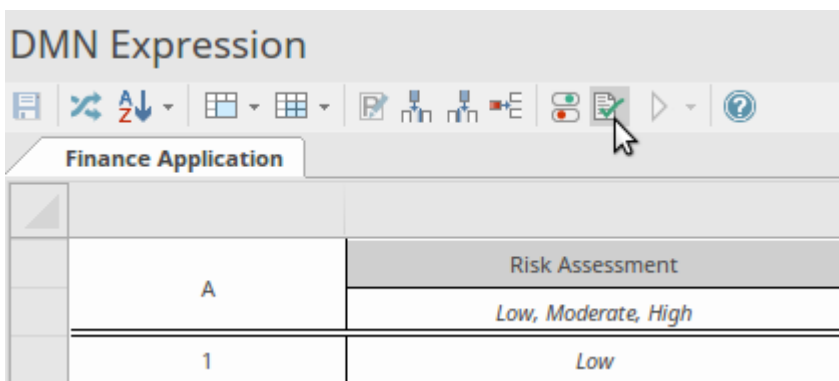 DMN Expression
Finance Application
Risk Assessment
A
Low, Moderate, High
1 Low